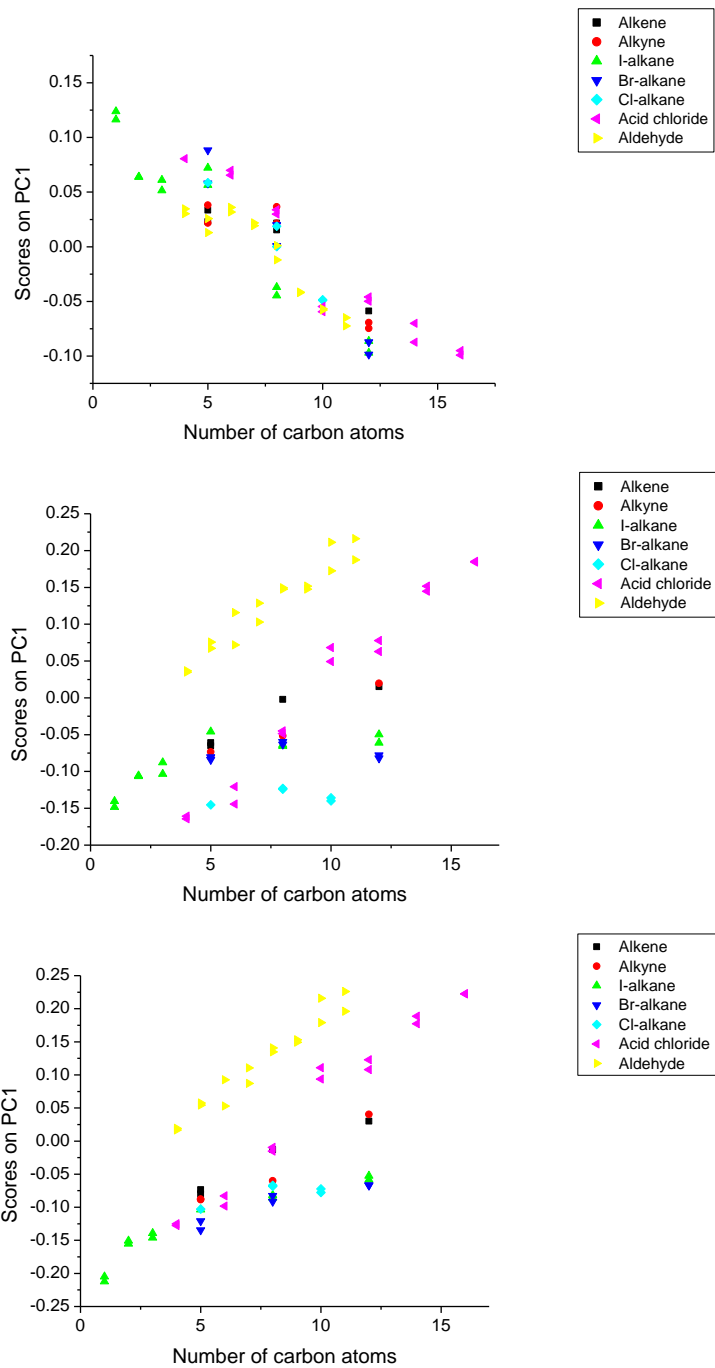 Alkene
Alkyne
I-alkane
Br-alkane
Cl-alkane
Acid chloride
Aldehyde
0.15
0.10
0.05
0.00
-0.05
-0.10
0 5 10 15
Scores on PC1
Number of carbon atoms
Alkene
Alkyne
I-alkane
Br-alkane
Cl-alkane
Acid chloride
Aldehyde
0.25
0.20
0.15
0.10
0.05
0.00
-0.05
-0.10
-0.15
-0.20
0 5 10 15
Scores on PC1
Number of carbon atoms
Alkene
Alkyne
I-alkane
Br-alkane
Cl-alkane
Acid chloride
Aldehyde
0.25
0.20
0.15
0.10
0.05
0.00
-0.05
-0.10
-0.15
-0.20
-0.25
0 5 10 15
Scores on PC1
Number of carbon atoms